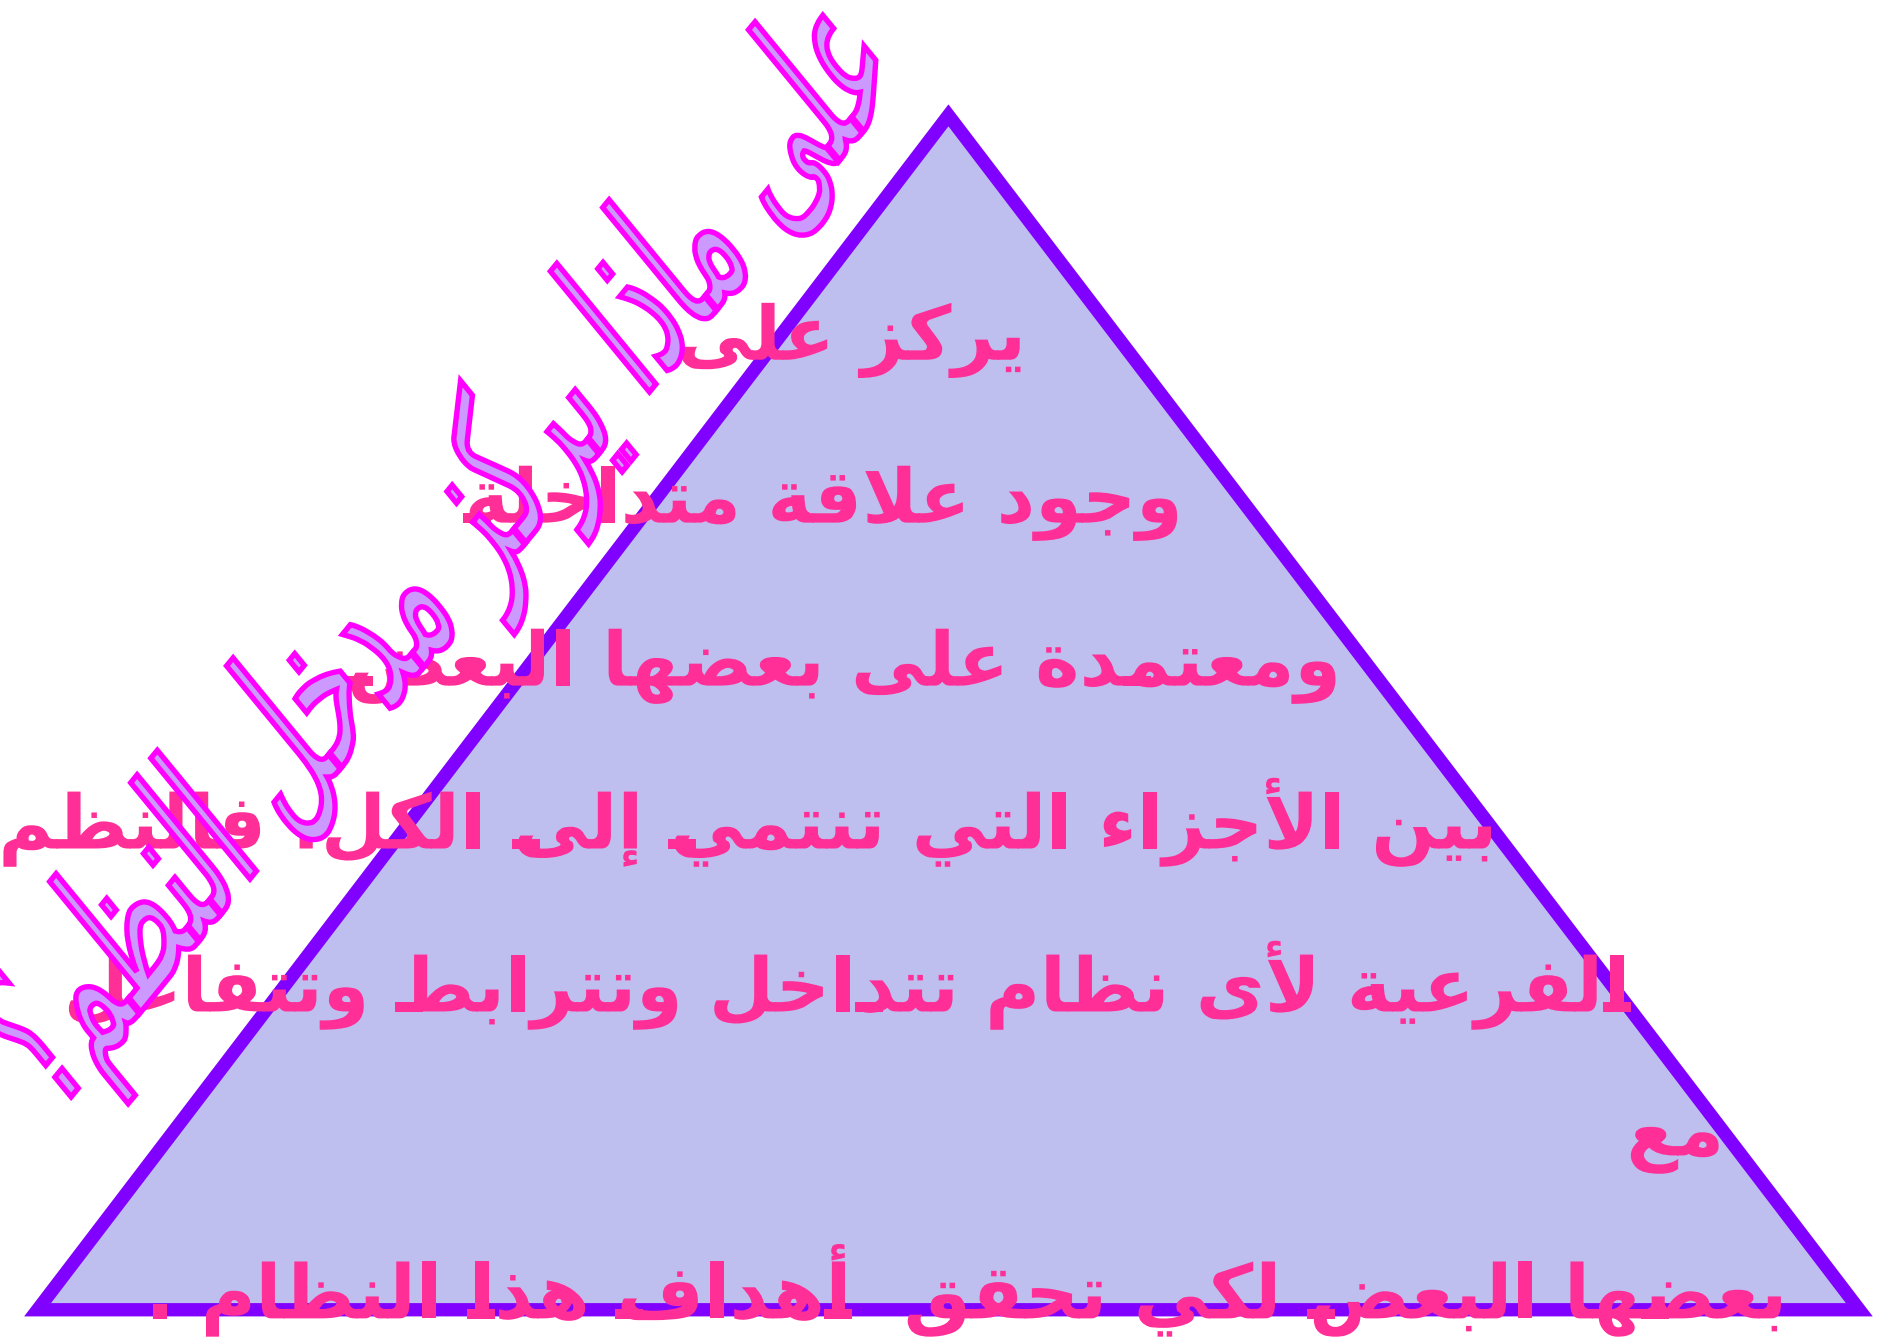 على ماذا يركز مدخل النظم
يركز على
وجود علاقة متداخلة
ومعتمدة على بعضها البعض
بين الأجزاء التي تنتمي إلى الكل، فالنظم
الفرعية لأى نظام تتداخل وتترابط وتتفاعل
مع
بعضها البعض لكي تحقق أهداف هذا النظام .